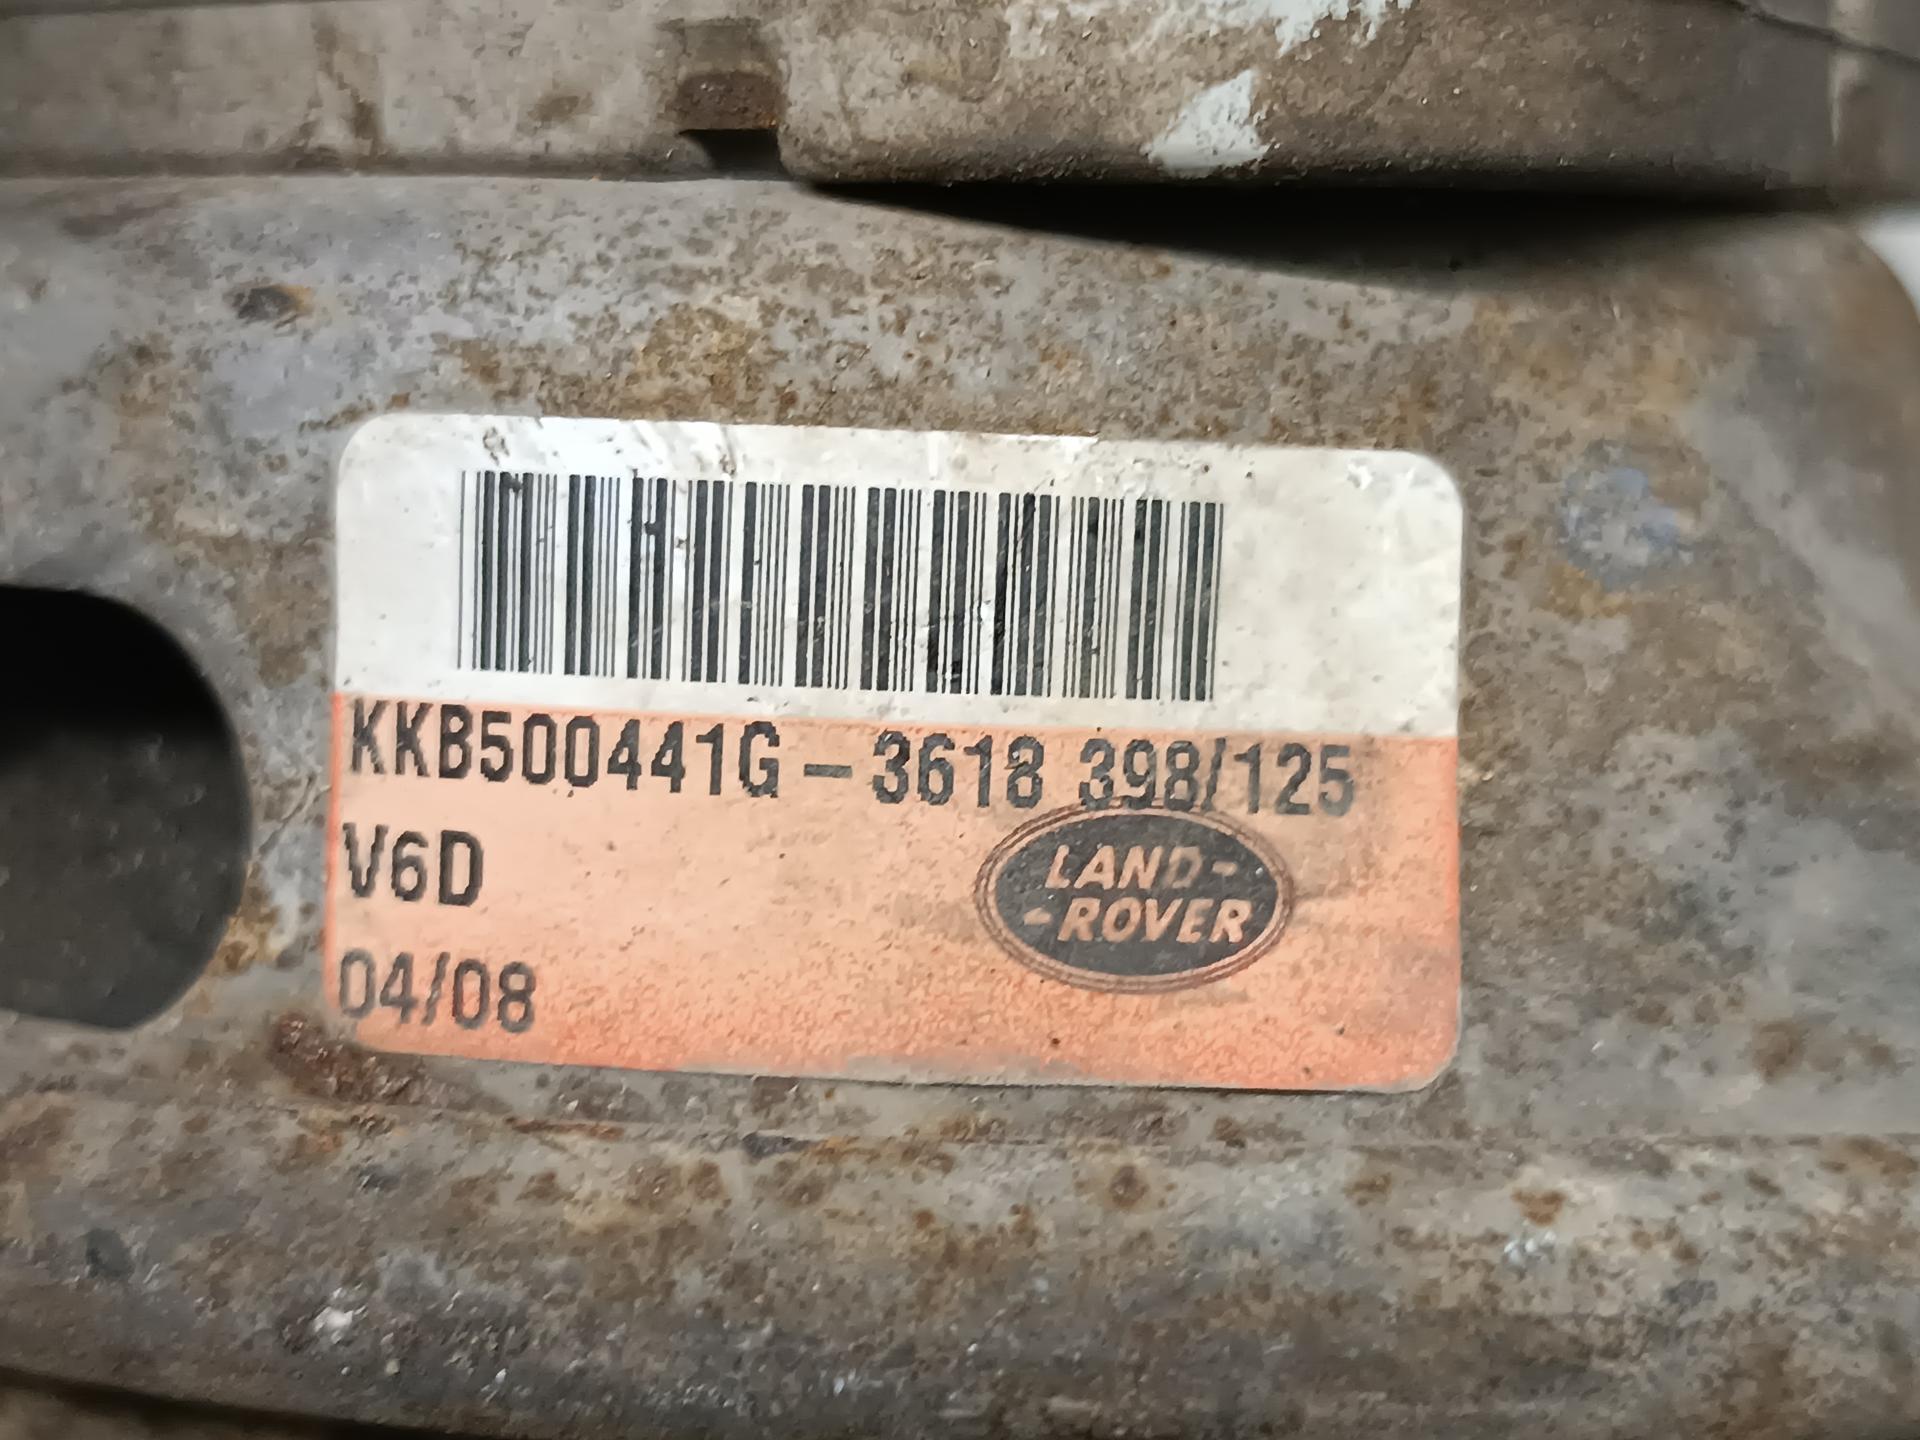 KKB500441G-3618 398/125
V6D
LAND-
-ROVER
04/08